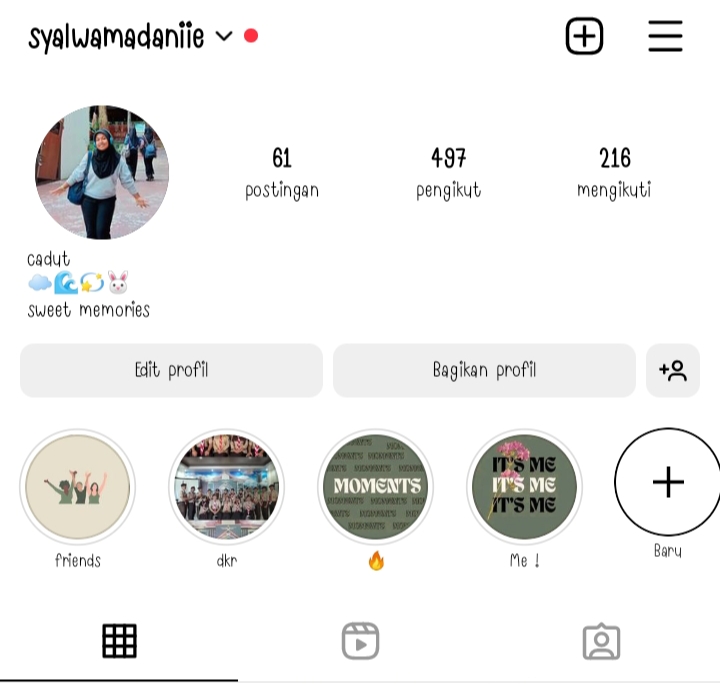 syalwamadaniie
61 497 216
postingan pengikut mengikuti
cadut
☁️🌊💫🐰
sweet memories
Edit profil Bagikan profil
MOMENTS
IT'S ME
IT'S ME
IT'S ME
friends dkr 🔥 Me ! Baru